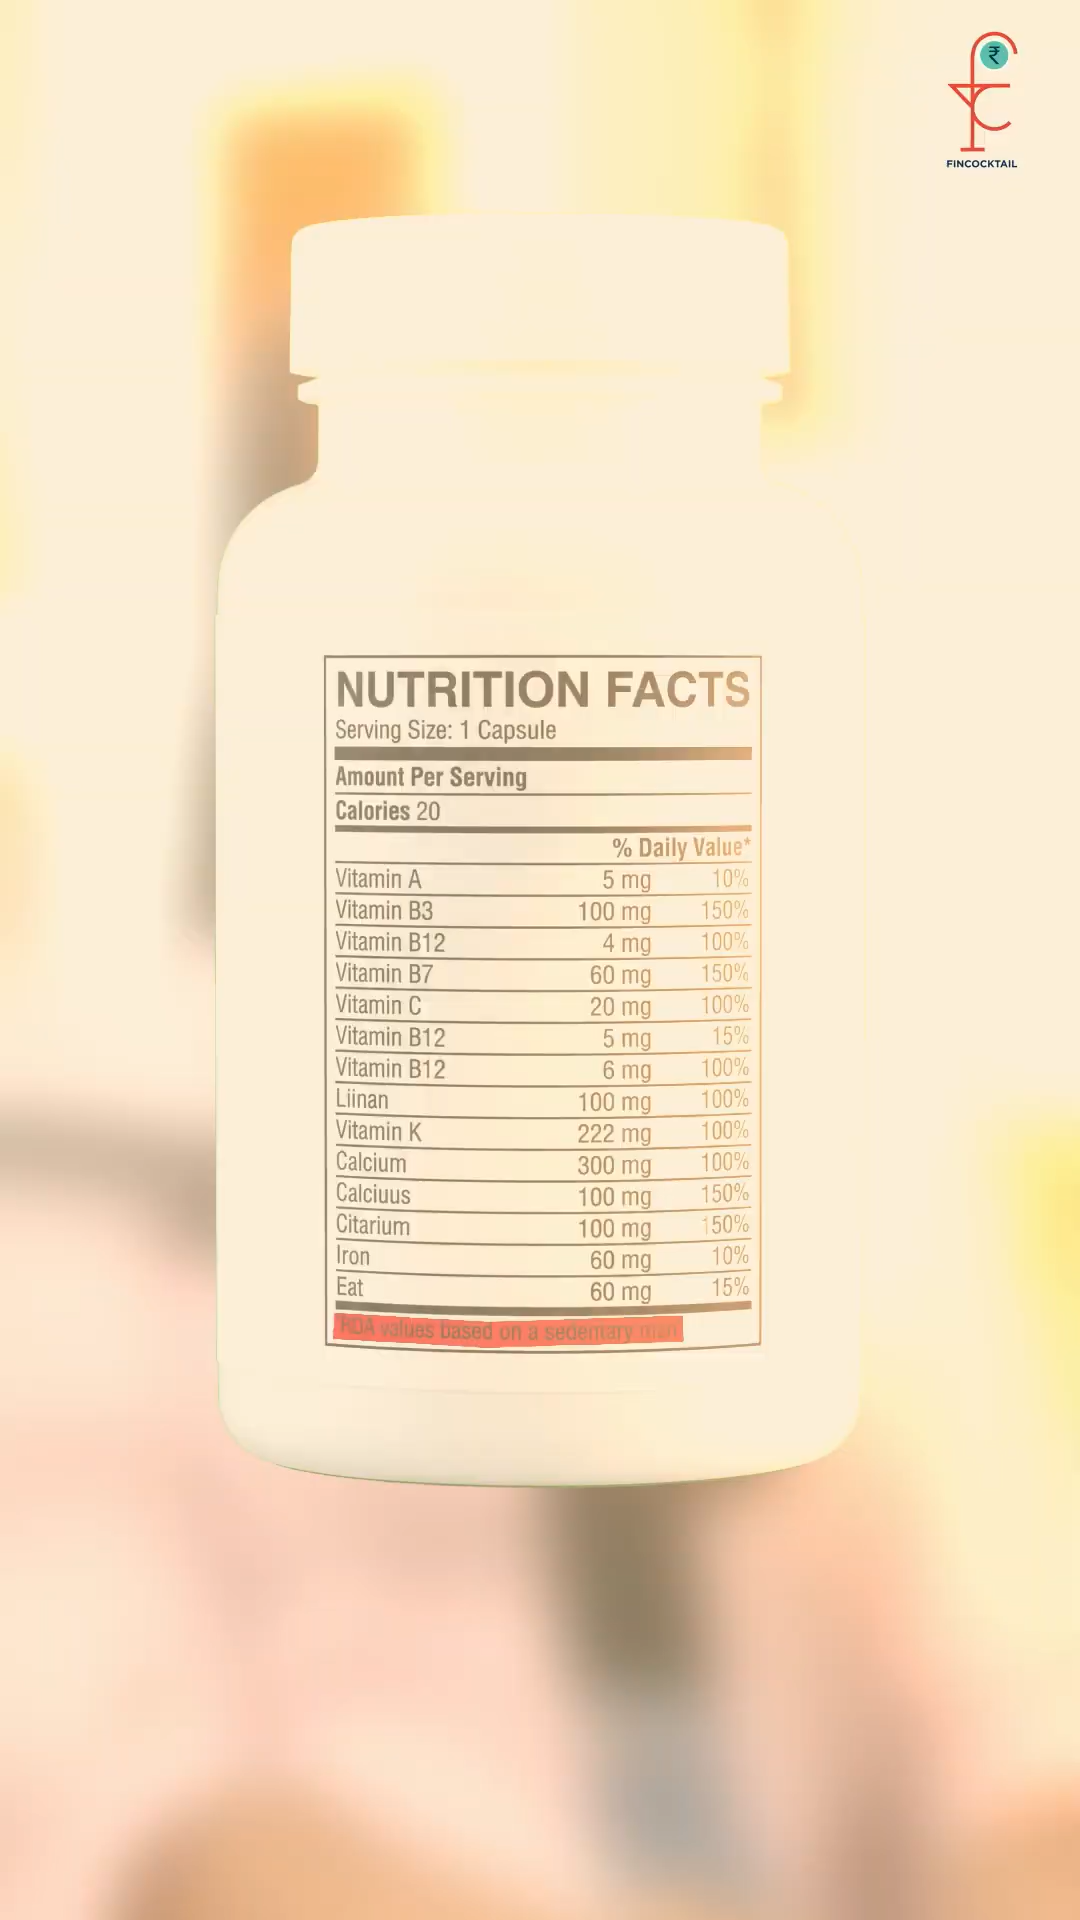 ₹
FINCOCKTAIL
NUTRITION FACTS
Serving Size: 1 Capsule
Amount Per Serving
Calories 20
% Daily Value*
Vitamin A 5 mg 10%
Vitamin B3 100 mg 150%
Vitamin B12 4 mg 100%
Vitamin B7 60 mg 150%
Vitamin C 20 mg 100%
Vitamin B12 5 mg 15%
Vitamin B12 6 mg 100%
Liinan 100 mg 100%
Vitamin K 222 mg 100%
Calcium 300 mg 100%
Calciuus 100 mg 150%
Citarium 100 mg 150%
Iron 60 mg 10%
Eat 60 mg 15%
RDA values based on a sedentary man